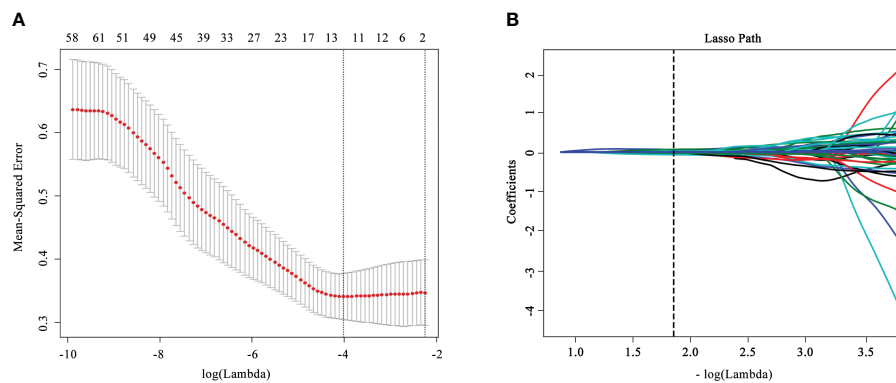 A
58 61 51 49 45 39 33 27 23 17 13 11 12 6 2
Mean-Squared Error
0.7
0.6
0.5
0.4
0.3
-10 -8 -6 -4 -2
log(Lambda)
B
Lasso Path
Coefficients
2
1
0
-1
-2
-3
-4
1.0 1.5 2.0 2.5 3.0 3.5
- log(Lambda)